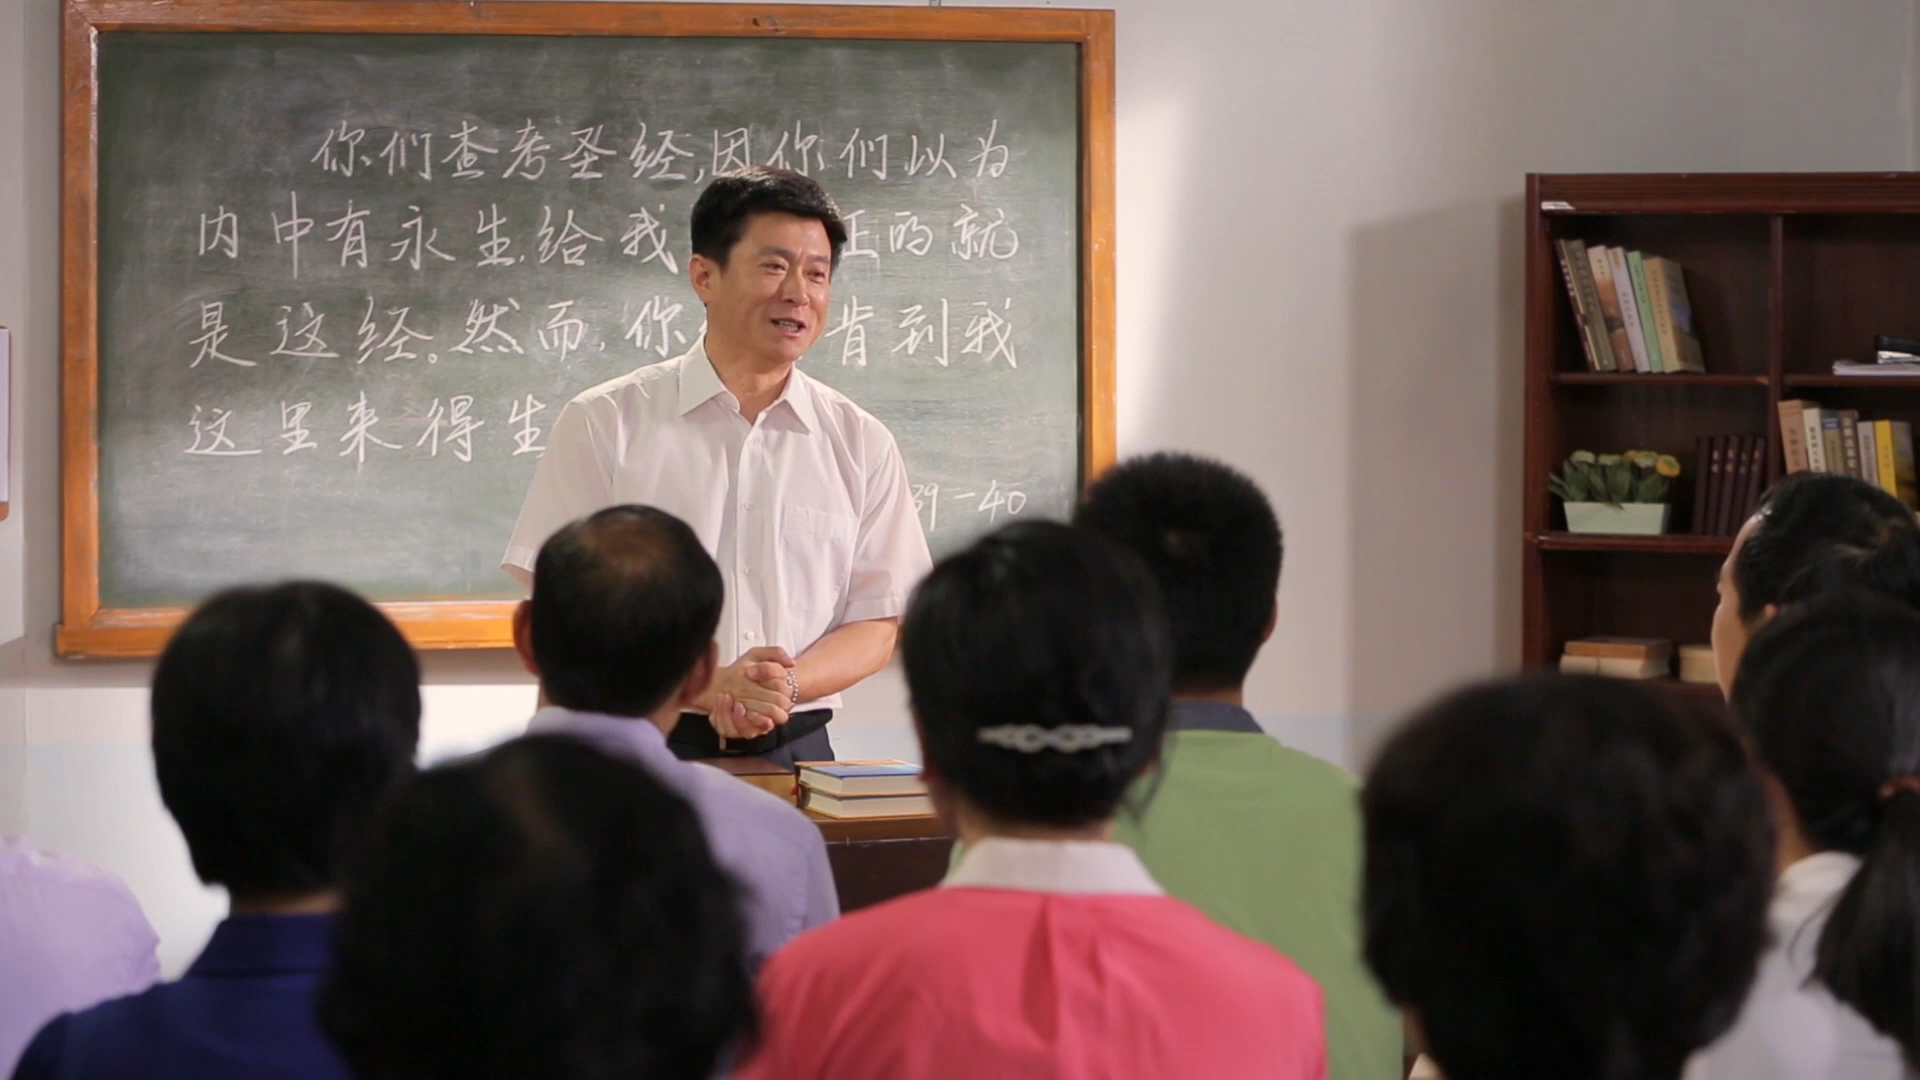 你们查考圣经,因你们以为
内中有永生,给我 正的就
是这经。然而,你 肯到我
这里来得生
39-40